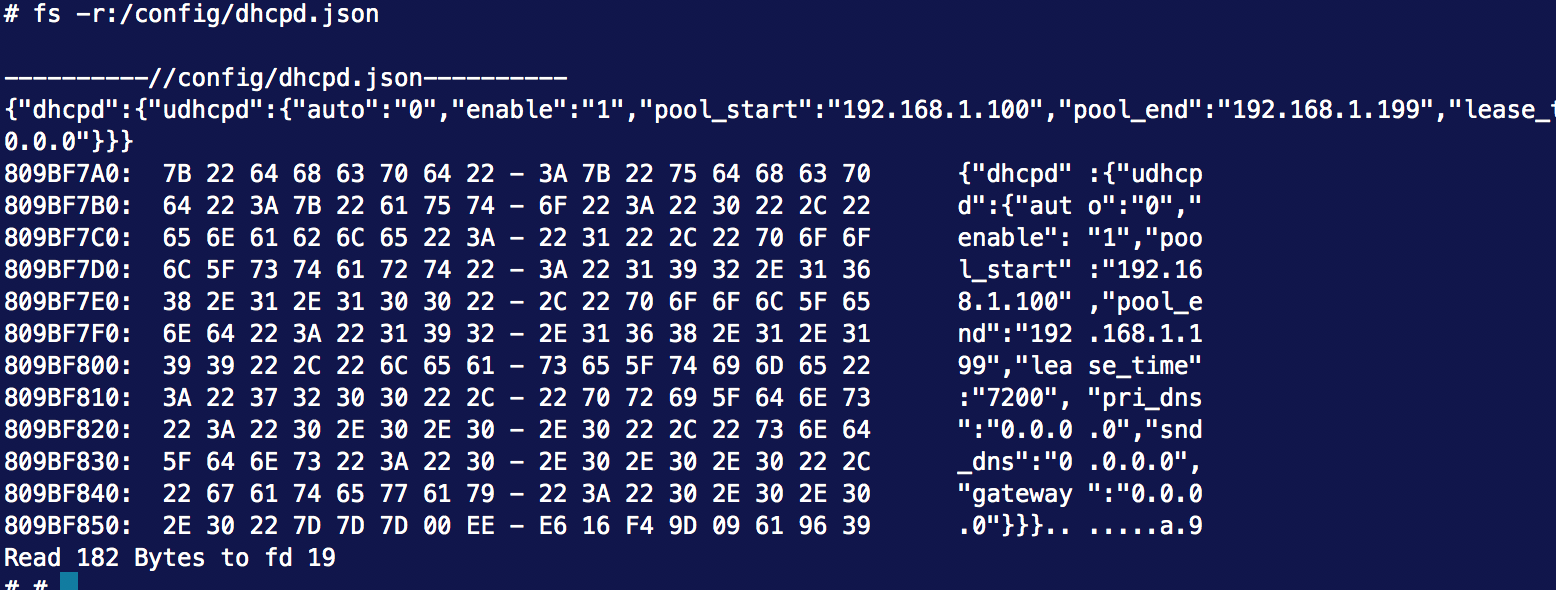 # fs -r:/config/dhcpd.json
----------//config/dhcpd.json----------
{"dhcpd":{"udhcpd":{"auto":"0","enable":"1","pool_start":"192.168.1.100","pool_end":"192.168.1.199","lease_t
0.0.0"}}}
809BF7A0:  7B 22 64 68 63 70 64 22 - 3A 7B 22 75 64 68 63 70      {"dhcpd" :{"udhcp
809BF7B0:  64 22 3A 7B 22 61 75 74 - 6F 22 3A 22 30 22 2C 22      d":{"aut o":"0","
809BF7C0:  65 6E 61 62 6C 65 22 3A - 22 31 22 2C 22 70 6F 6F      enable": "1","poo
809BF7D0:  6C 5F 73 74 61 72 74 22 - 3A 22 31 39 32 2E 31 36      l_start" :"192.16
809BF7E0:  38 2E 31 2E 31 30 30 22 - 2C 22 70 6F 6F 6C 5F 65      8.1.100" ,"pool_e
809BF7F0:  6E 64 22 3A 22 31 39 32 - 2E 31 36 38 2E 31 2E 31      nd":"192 .168.1.1
809BF800:  39 39 22 2C 22 6C 65 61 - 73 65 5F 74 69 6D 65 22      99","lea se_time"
809BF810:  3A 22 37 32 30 30 22 2C - 22 70 72 69 5F 64 6E 73      :"7200", "pri_dns
809BF820:  22 3A 22 30 2E 30 2E 30 - 2E 30 22 2C 22 73 6E 64      ":"0.0.0 .0","snd
809BF830:  5F 64 6E 73 22 3A 22 30 - 2E 30 2E 30 2E 30 22 2C      _dns":"0 .0.0.0",
809BF840:  22 67 61 74 65 77 61 79 - 22 3A 22 30 2E 30 2E 30      "gateway ":"0.0.0
809BF850:  2E 30 22 7D 7D 7D 00 EE - E6 16 F4 9D 09 61 96 39      .0"}}}.. .....a.9
Read 182 Bytes to fd 19
# #